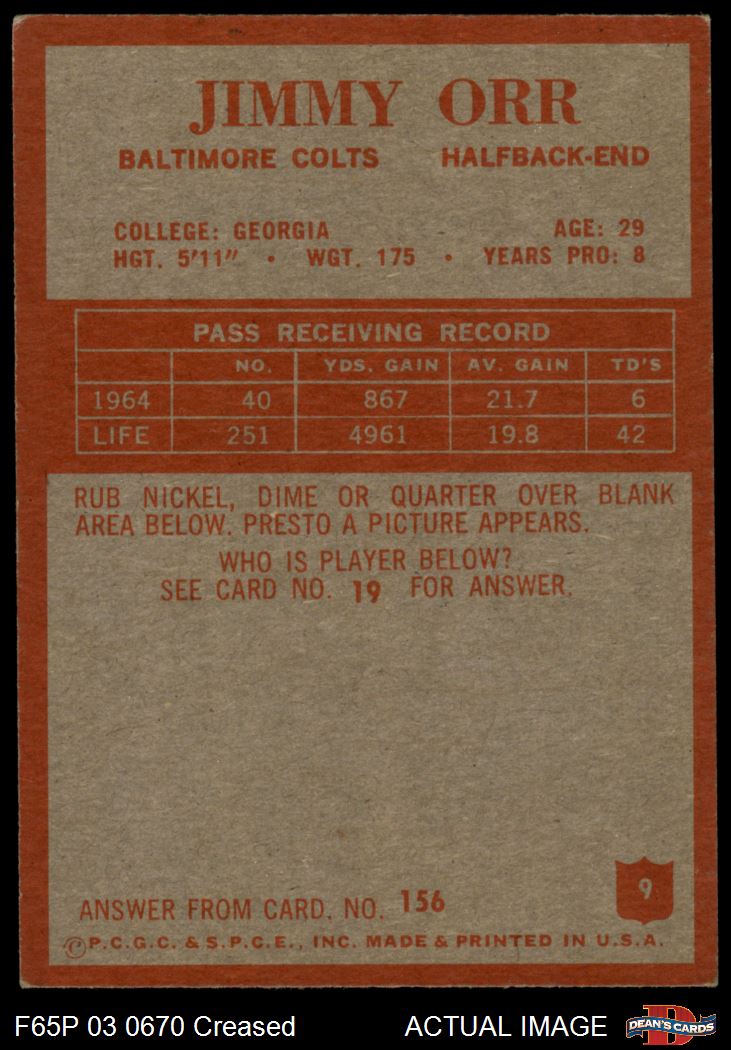 JIMMY ORR
BALTIMORE COLTS HALFBACK-END
COLLEGE: GEORGIA AGE: 29
HGT. 5'11" • WGT. 175 • YEARS PRO: 8
PASS RECEIVING RECORD
NO. YDS. GAIN AV. GAIN TD'S
1964 40 867 21.7 6
LIFE 251 4961 19.8 42
RUB NICKEL, DIME OR QUARTER OVER BLANK
AREA BELOW. PRESTO A PICTURE APPEARS.
WHO IS PLAYER BELOW?
SEE CARD NO. 19 FOR ANSWER.
9
ANSWER FROM CARD. NO. 156
©P.C.G.C. & S.P.C.E., INC. MADE & PRINTED IN U.S.A.
F65P 03 0670 Creased ACTUAL IMAGE D DEAN'S CARDS